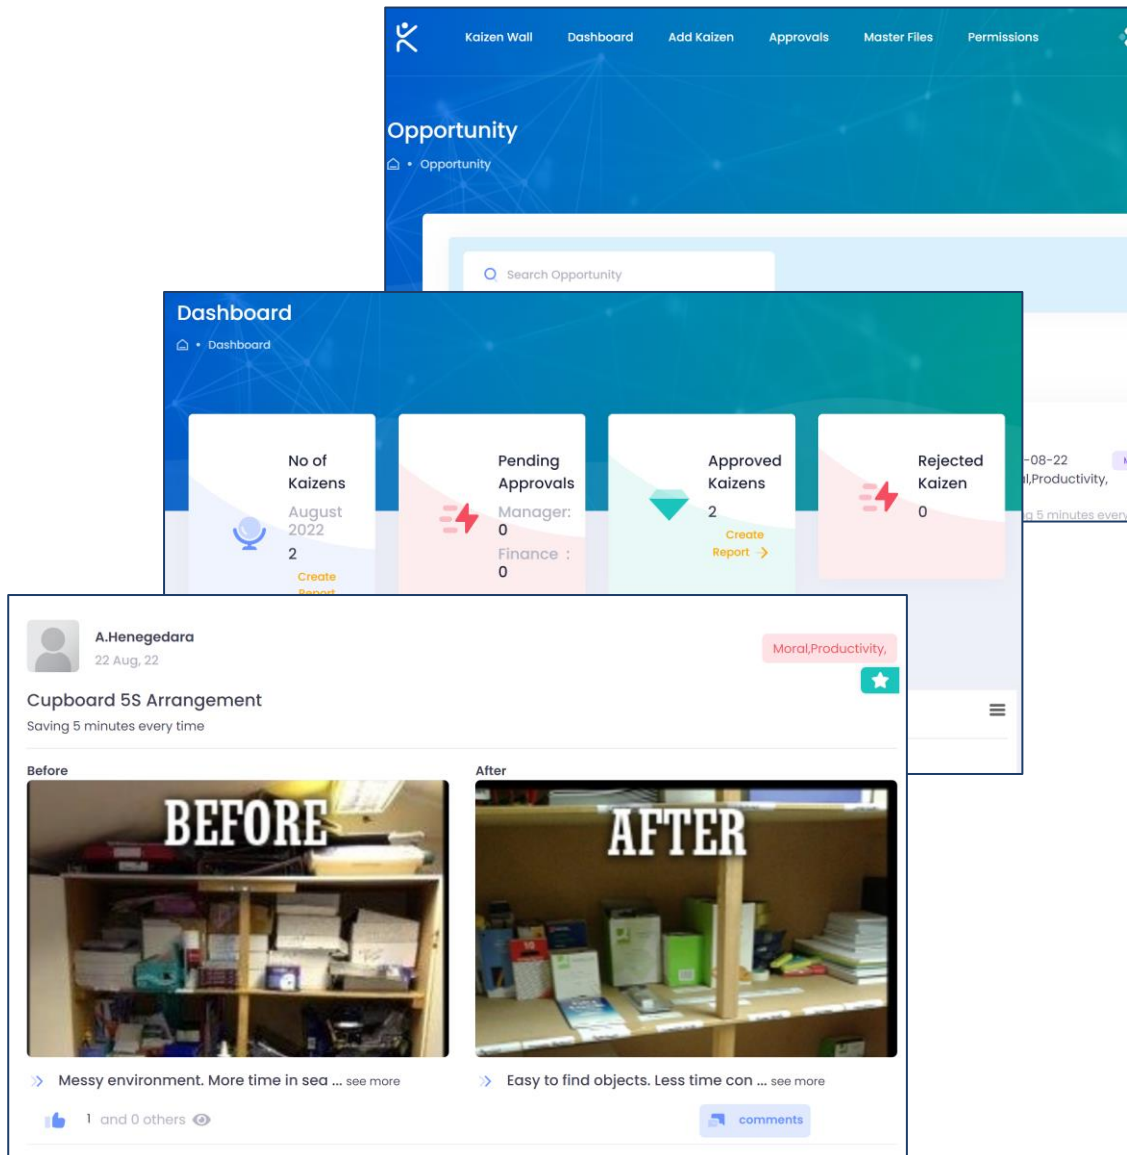 Kaizen Wall Dashboard Add Kaizen Approvals Master Files Permissions
Opportunity
Opportunity
Search Opportunity
Dashboard
Dashboard
No of
Kaizens
August
2022
2
Create
Report
Pending
Approvals
Manager:
0
Finance :
0
Approved
Kaizens
2
Create
Report
Rejected
Kaizen
0
-08-22
Productivity,
5 minutes every
A.Henegedara
22 Aug, 22
Moral,Productivity,
Cupboard 5S Arrangement
Saving 5 minutes every time
Before
BEFORE
Messy environment. More time in sea ... see more
After
AFTER
Easy to find objects. Less time con ... see more
1 and 0 others
comments